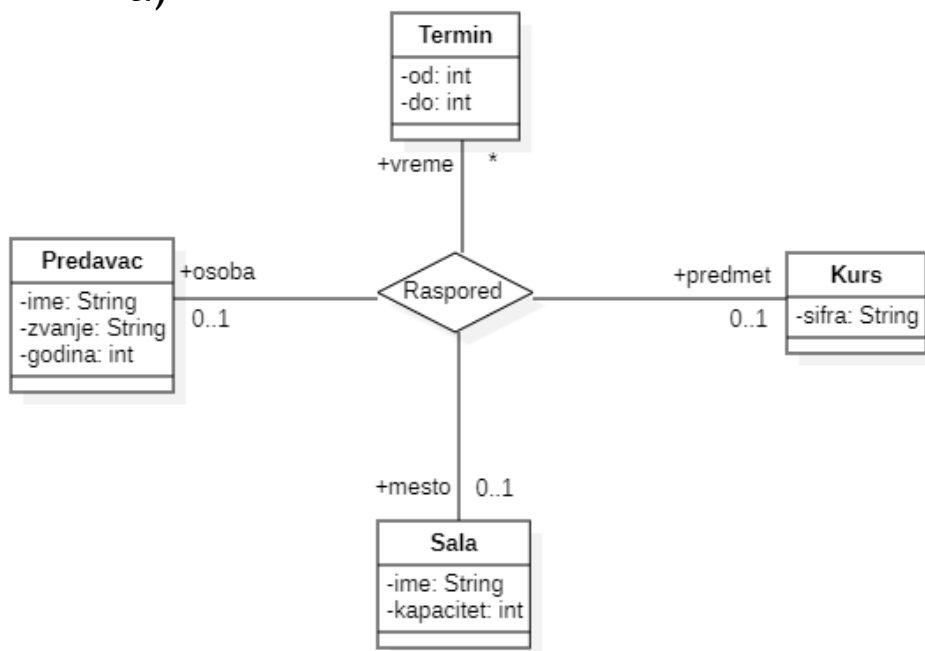 a)
Termin
-od: int
-do: int
+vreme *
Predavac
-ime: String
-zvanje: String
-godina: int
+osoba
0..1
Raspored
+predmet
0..1
Kurs
-sifra: String
+mesto 0..1
Sala
-ime: String
-kapacitet: int